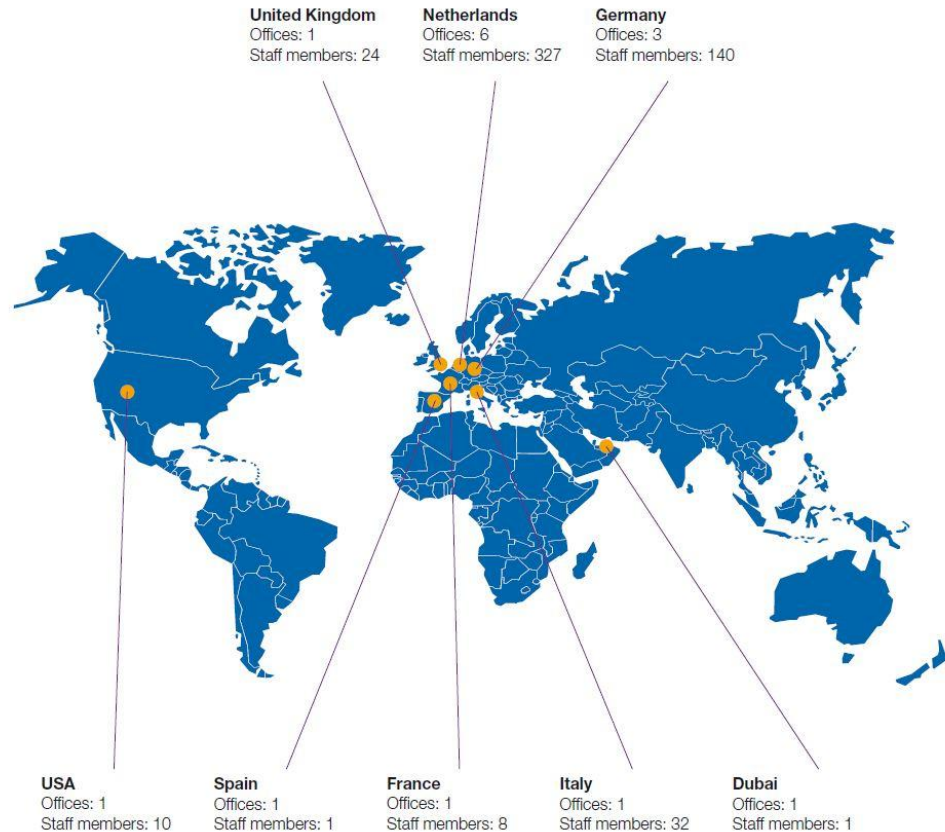 United Kingdom
Offices: 1
Staff members: 24
Netherlands
Offices: 6
Staff members: 327
Germany
Offices: 3
Staff members: 140
USA
Offices: 1
Staff members: 10
Spain
Offices: 1
Staff members: 1
France
Offices: 1
Staff members: 8
Italy
Offices: 1
Staff members: 32
Dubai
Offices: 1
Staff members: 1